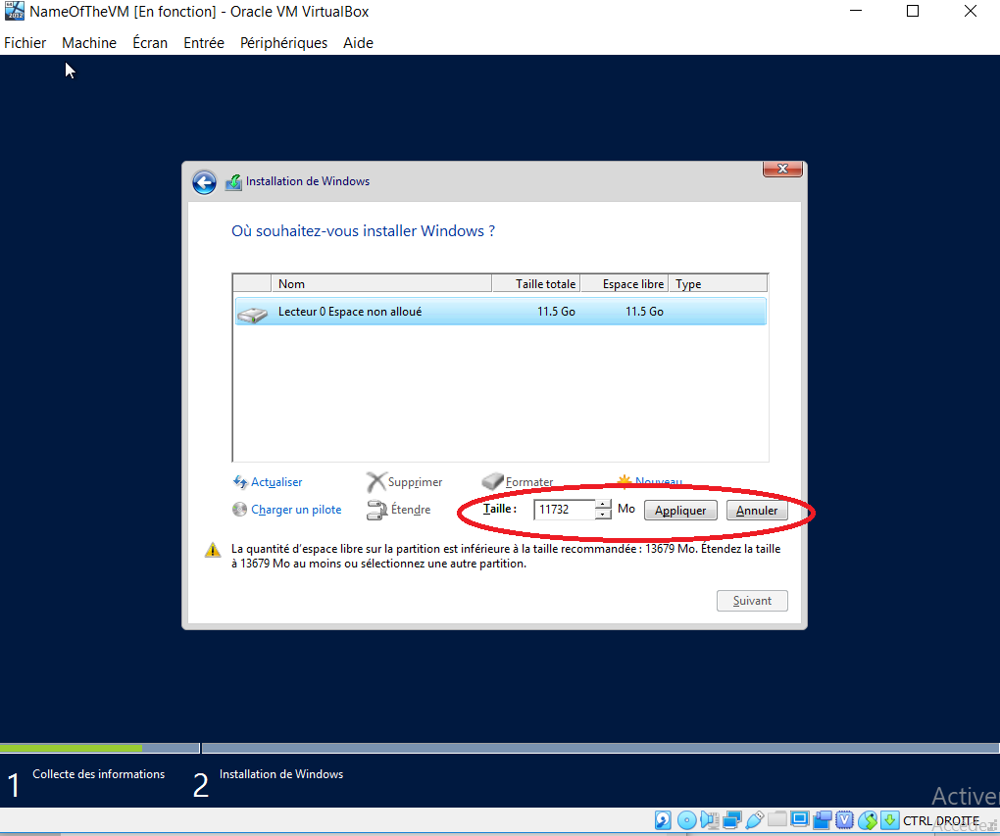 NameOfTheVM [En fonction] - Oracle VM VirtualBox
Fichier Machine Écran Entrée Périphériques Aide
Installation de Windows
Où souhaitez-vous installer Windows ?
Nom Taille totale Espace libre Type
Lecteur 0 Espace non alloué 11.5 Go 11.5 Go
Actualiser Supprimer Formater Nouveau
Charger un pilote Étendre Taille : 11732 Mo Appliquer Annuler
La quantité d'espace libre sur la partition est inférieure à la taille recommandée : 13679 Mo. Étendez la taille
à 13679 Mo au moins ou sélectionnez une autre partition.
Suivant
1 Collecte des informations 2 Installation de Windows
Activer
CTRL DROITE